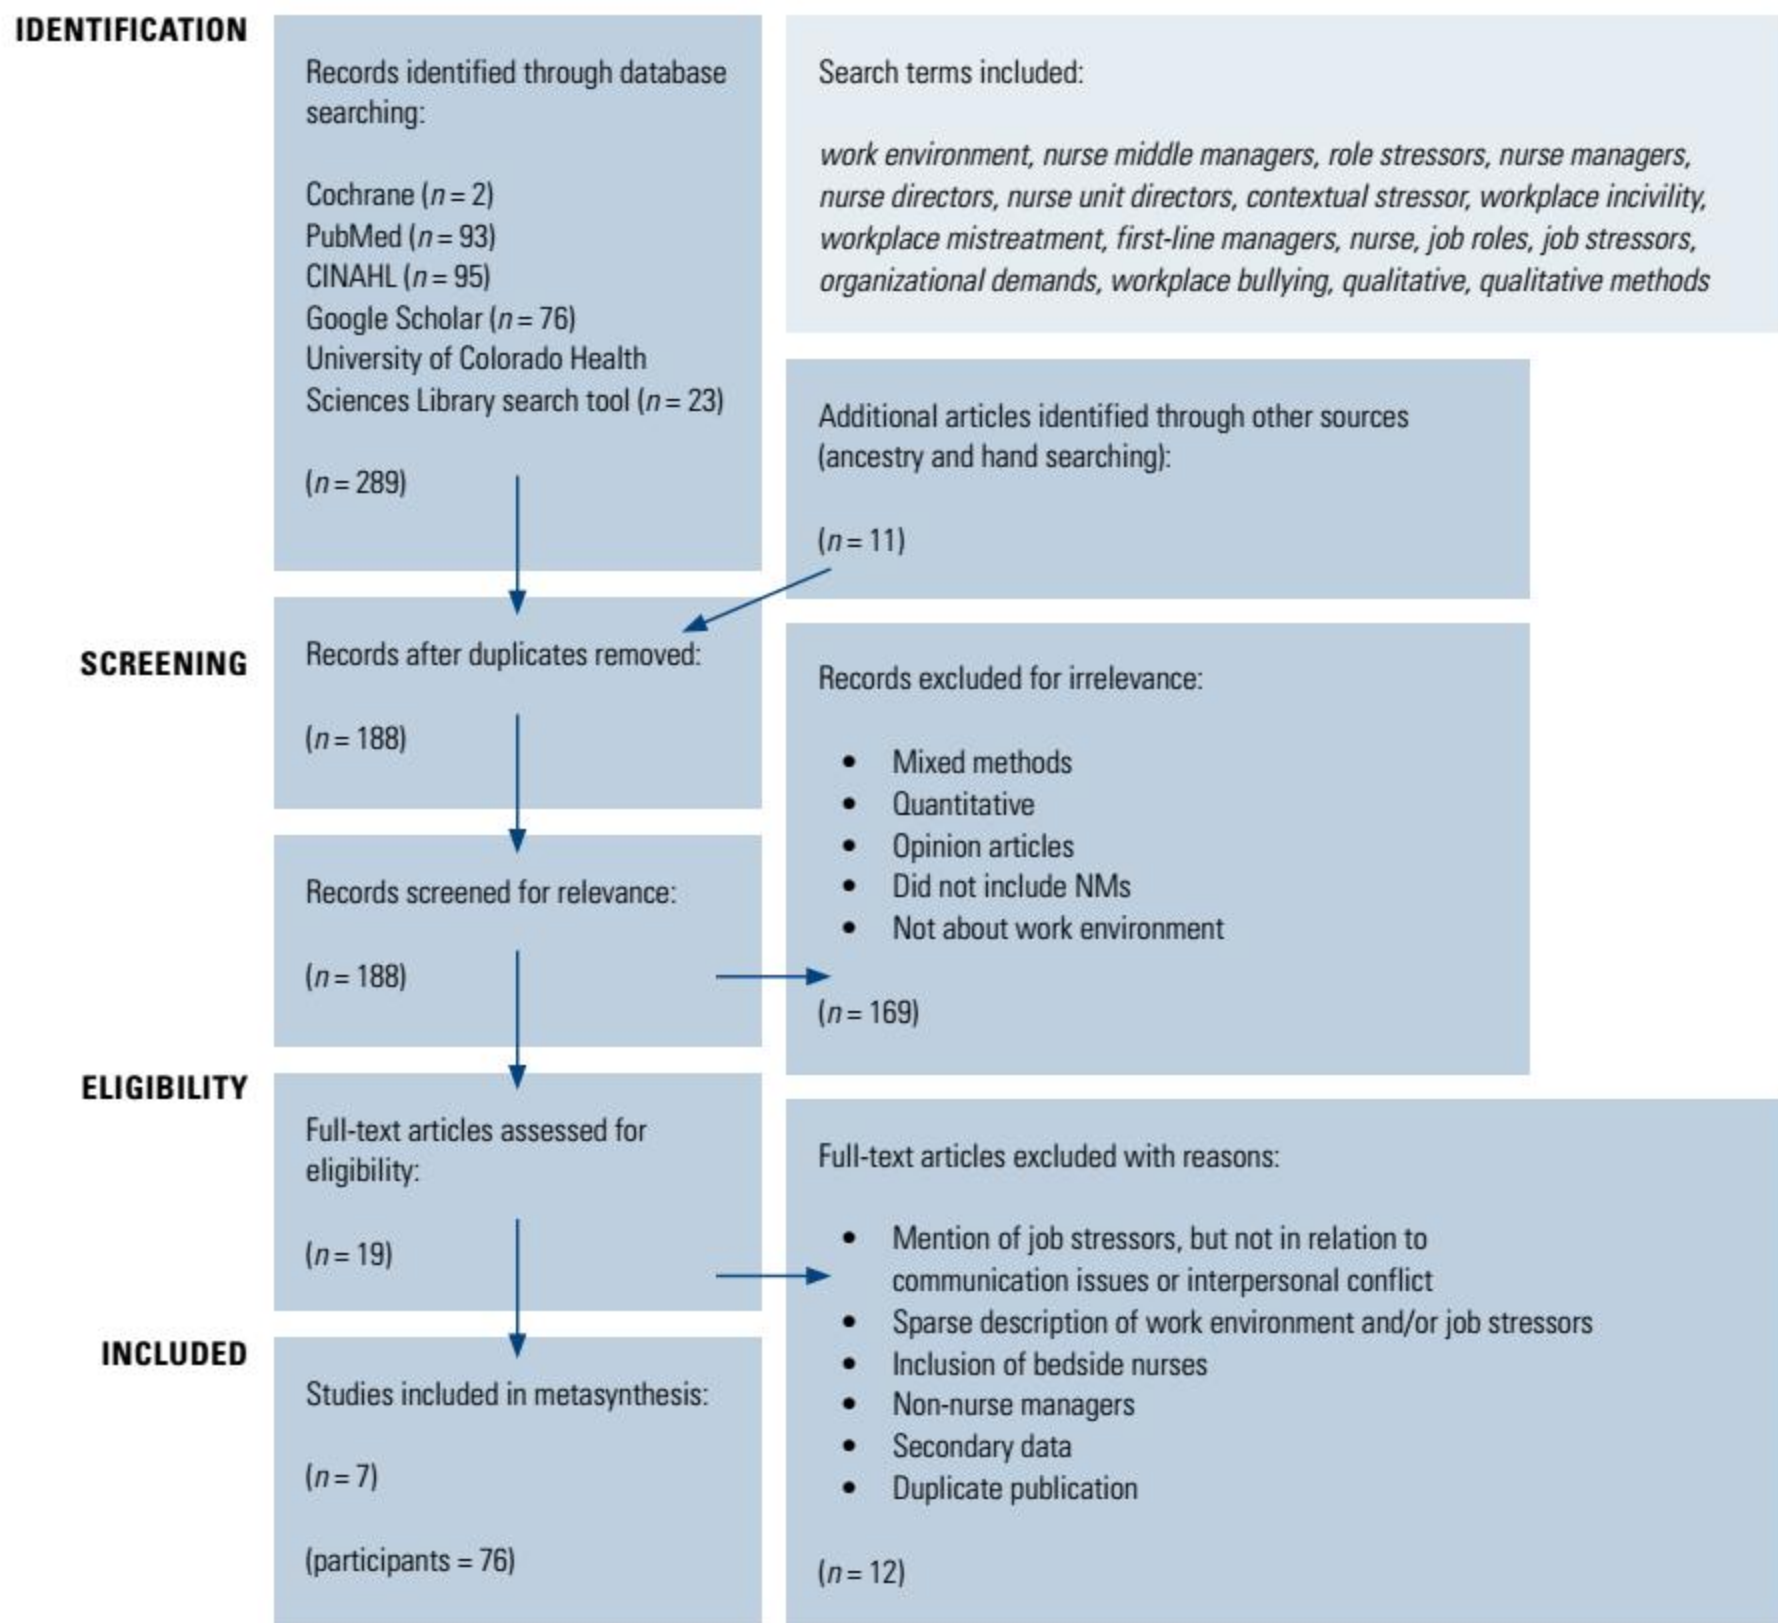 IDENTIFICATION
Records identified through database
searching:
Cochrane (n = 2)
PubMed (n = 93)
CINAHL (n = 95)
Google Scholar (n = 76)
University of Colorado Health
Sciences Library search tool (n = 23)
(n = 289)
Search terms included:
work environment, nurse middle managers, role stressors, nurse managers,
nurse directors, nurse unit directors, contextual stressor, workplace incivility,
workplace mistreatment, first-line managers, nurse, job roles, job stressors,
organizational demands, workplace bullying, qualitative, qualitative methods
Additional articles identified through other sources
(ancestry and hand searching):
(n = 11)
SCREENING
Records after duplicates removed:
(n = 188)
Records screened for relevance:
(n = 188)
Records excluded for irrelevance:
• Mixed methods
• Quantitative
• Opinion articles
• Did not include NMs
• Not about work environment
(n = 169)
ELIGIBILITY
Full-text articles assessed for
eligibility:
(n = 19)
Full-text articles excluded with reasons:
• Mention of job stressors, but not in relation to
communication issues or interpersonal conflict
• Sparse description of work environment and/or job stressors
• Inclusion of bedside nurses
• Non-nurse managers
• Secondary data
• Duplicate publication
(n = 12)
INCLUDED
Studies included in metasynthesis:
(n = 7)
(participants = 76)